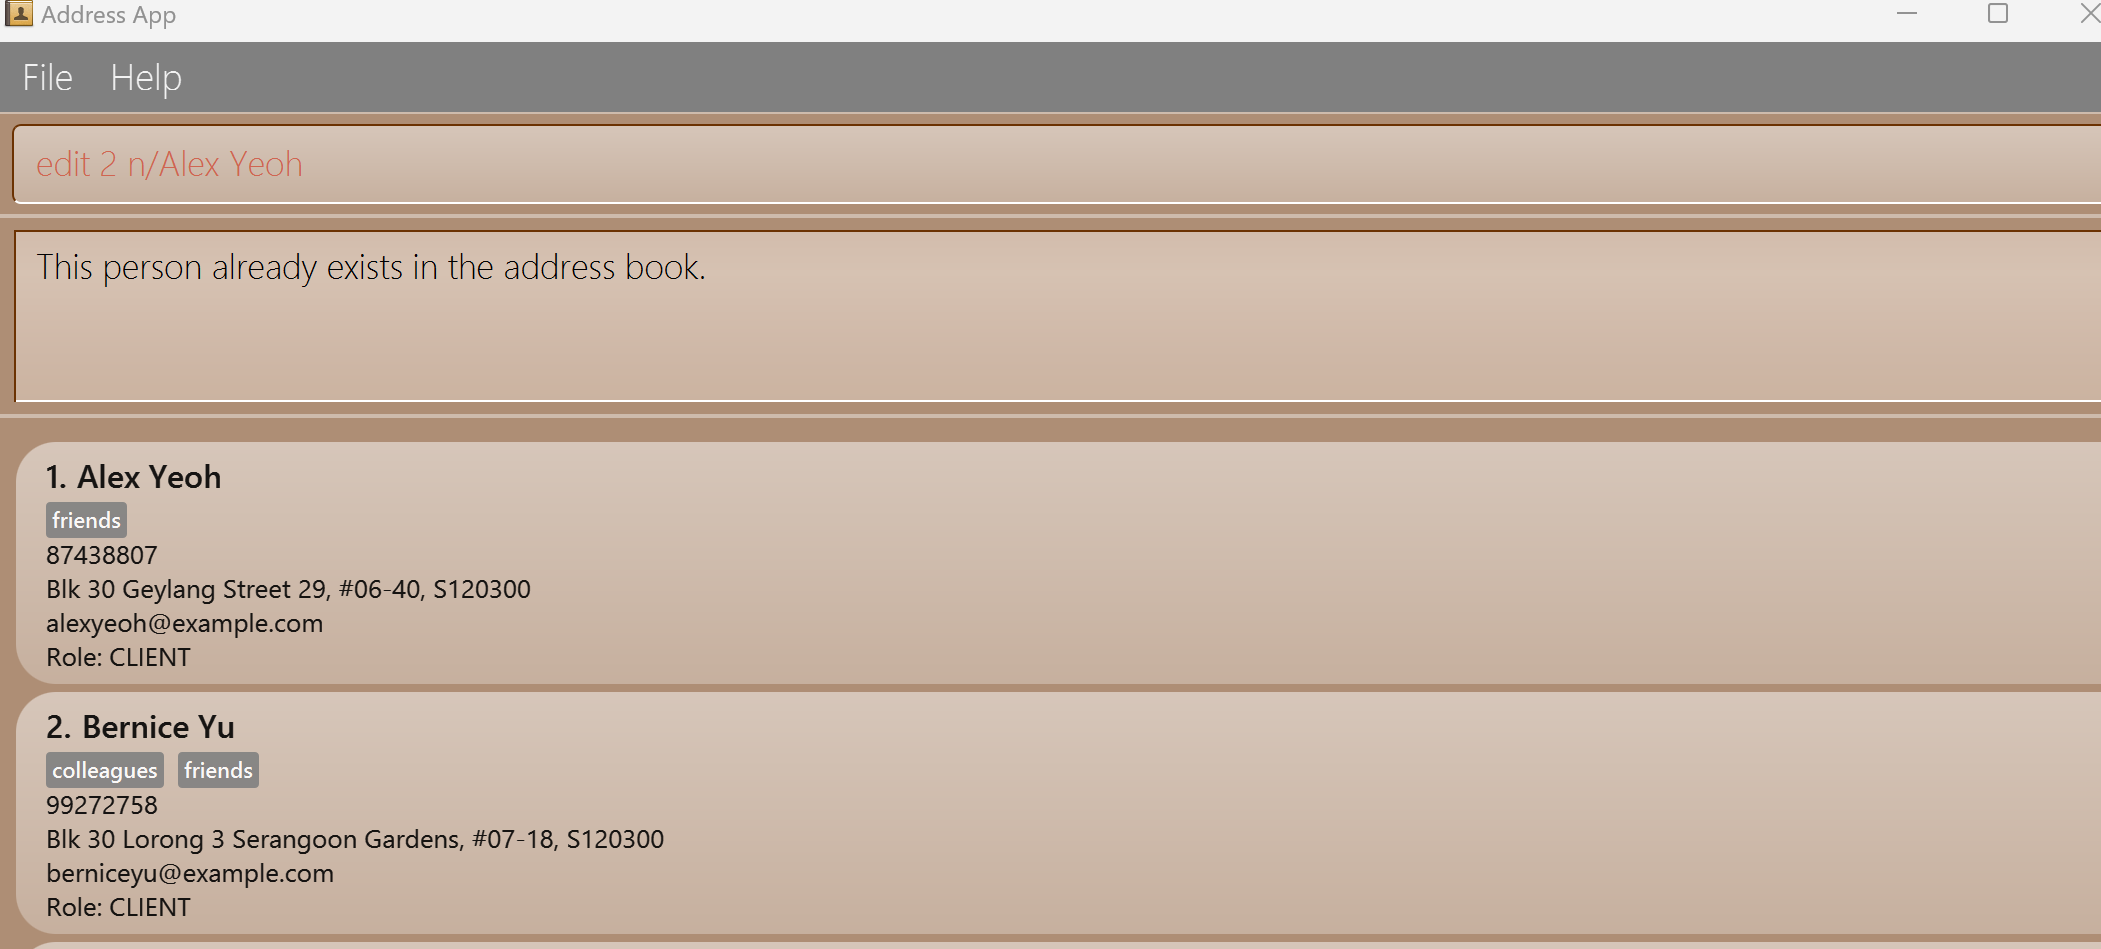 Address App
File Help
edit 2 n/Alex Yeoh
This person already exists in the address book.
1. Alex Yeoh
friends
87438807
Blk 30 Geylang Street 29, #06-40, S120300
alexyeoh@example.com
Role: CLIENT
2. Bernice Yu
colleagues friends
99272758
Blk 30 Lorong 3 Serangoon Gardens, #07-18, S120300
berniceyu@example.com
Role: CLIENT